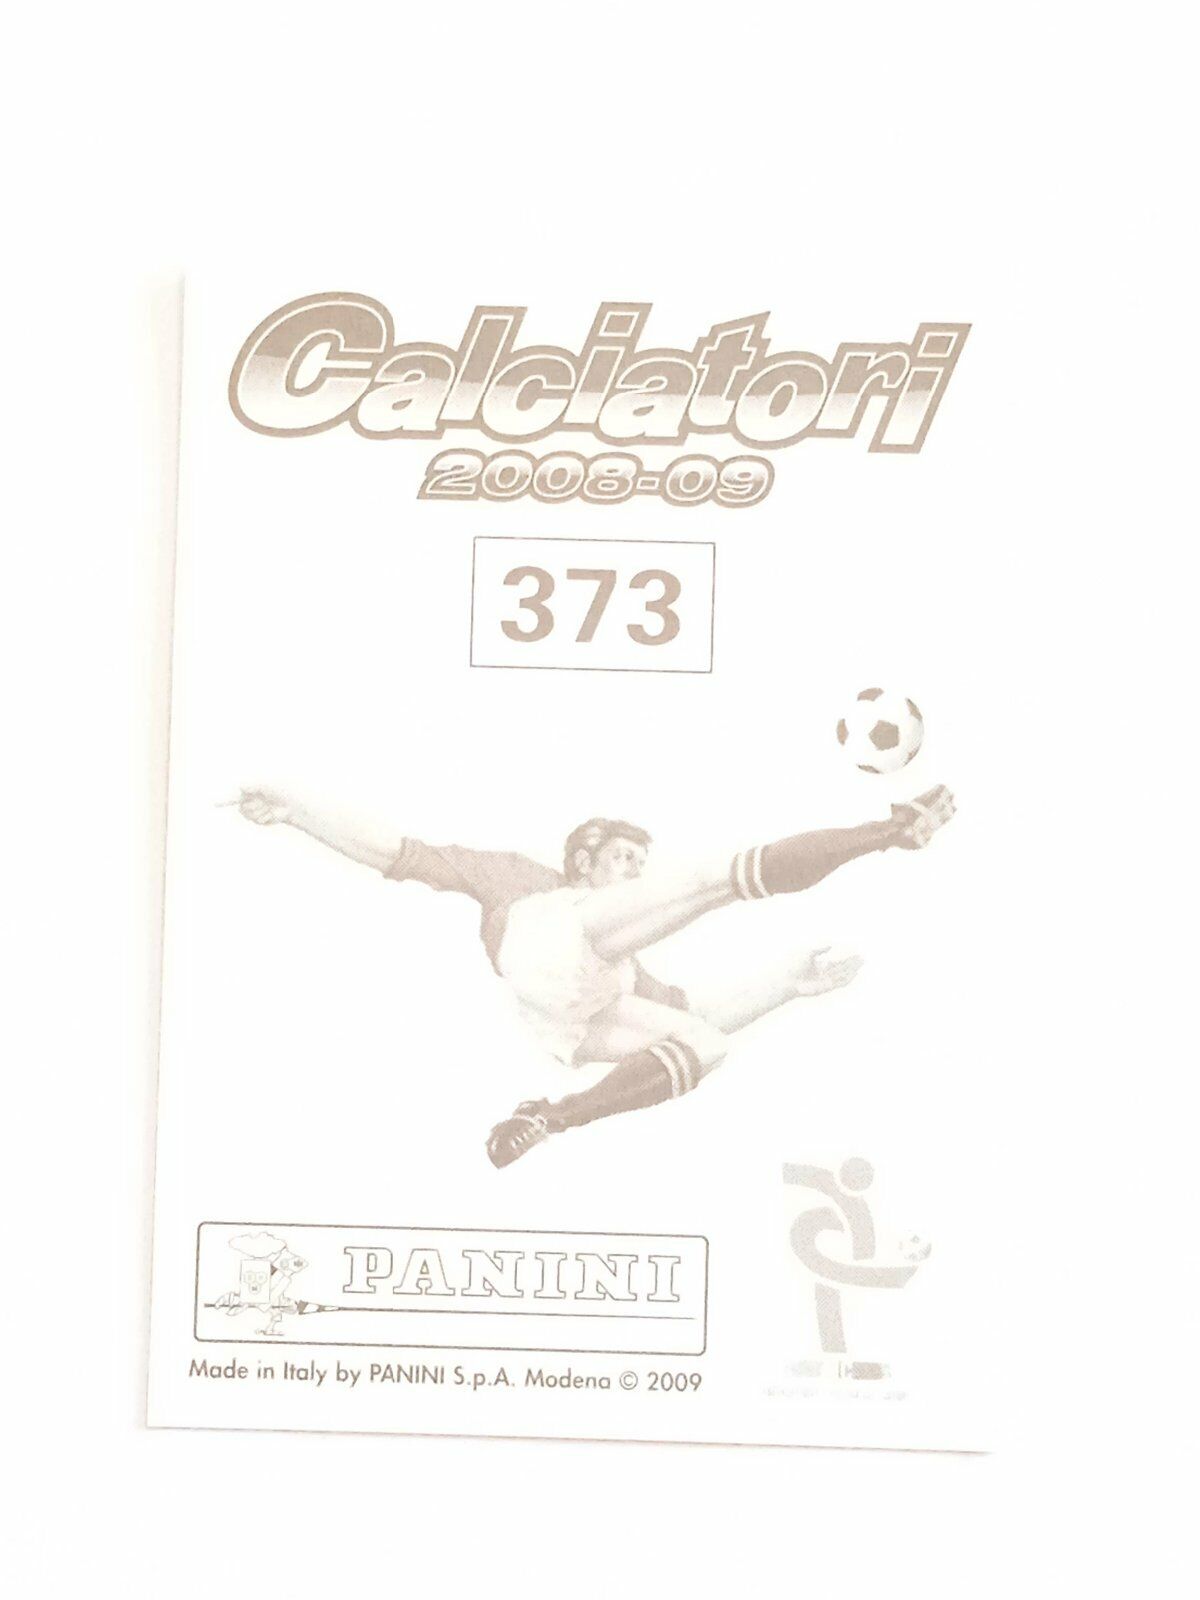 Calciatori
2008-09
373
PANINI
Made in Italy by PANINI S.p.A. Modena © 2009